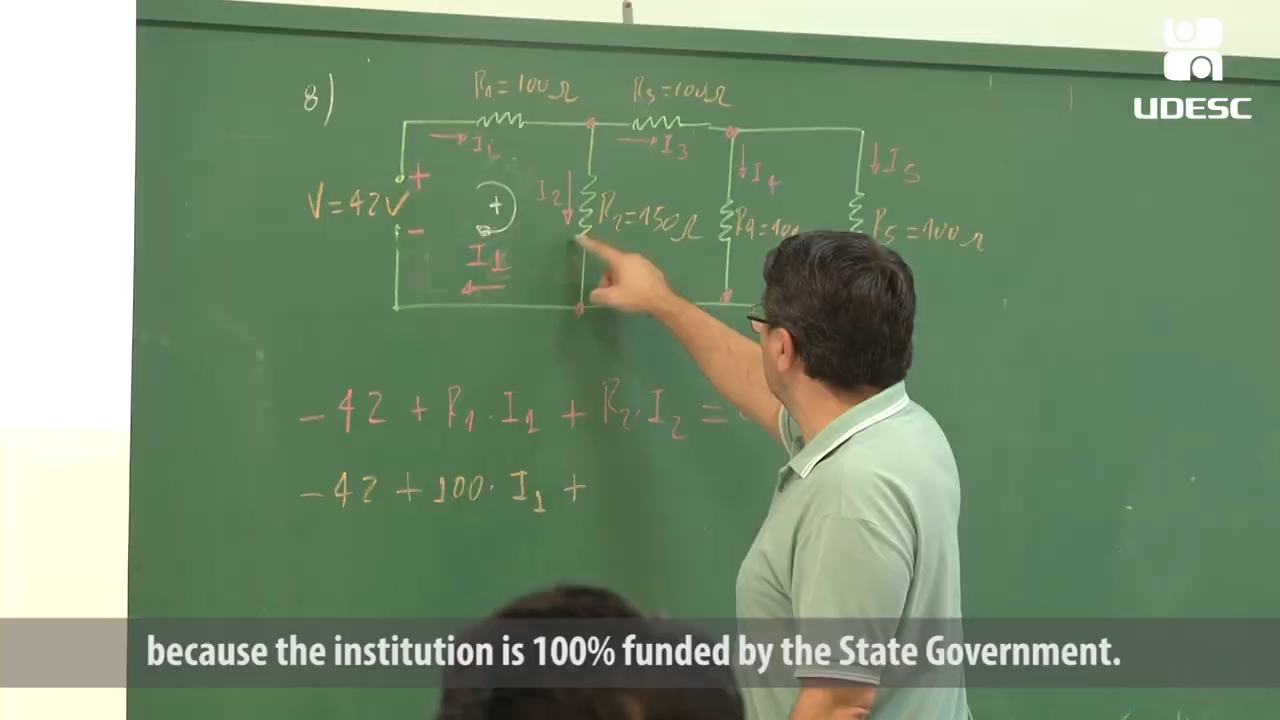 UDESC
8)
R1 = 100Ω
R3 = 100Ω
I1
I3
I4
I5
+
V = 42V
-
+
I2
R2 = 150Ω
R5 = 100Ω
I1
- 42 + R1 · I1 + R2 · I2 =
- 42 + 100 · I1 +
because the institution is 100% funded by the State Government.